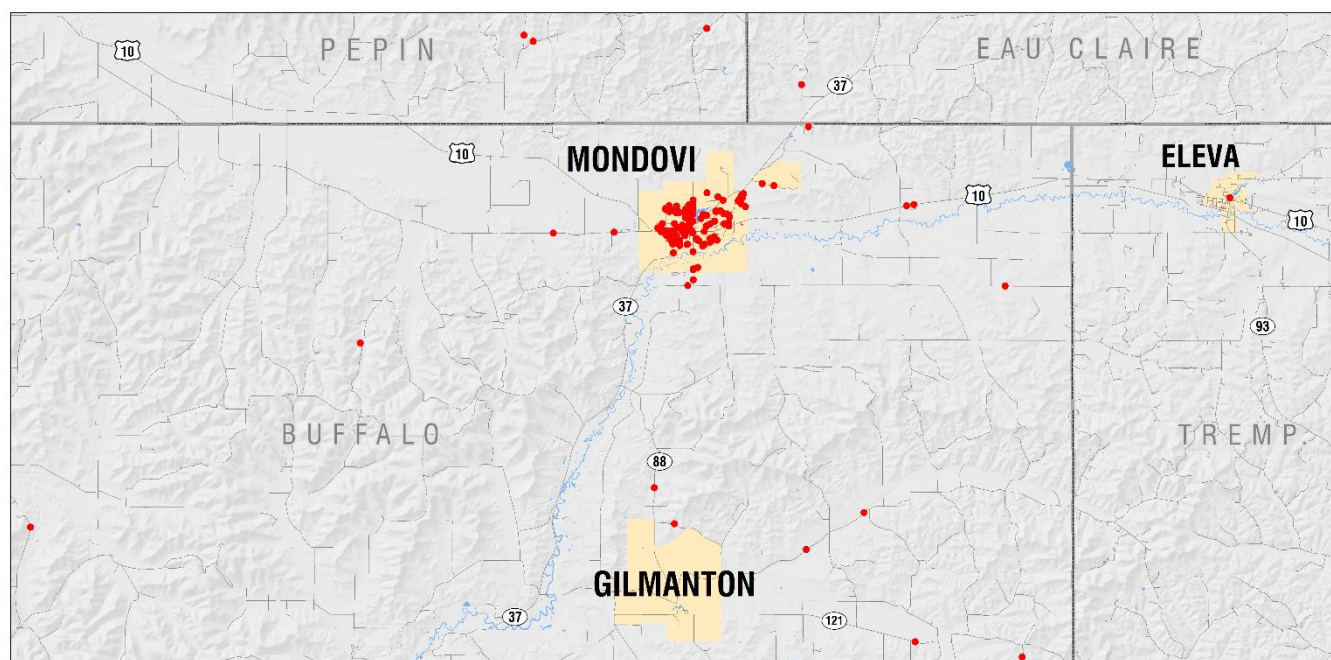 PEPIN
EAU CLAIRE
10
37
10
MONDOVI
ELEVA
10
10
37
93
BUFFALO
TREMP.
88
GILMANTON
37
121